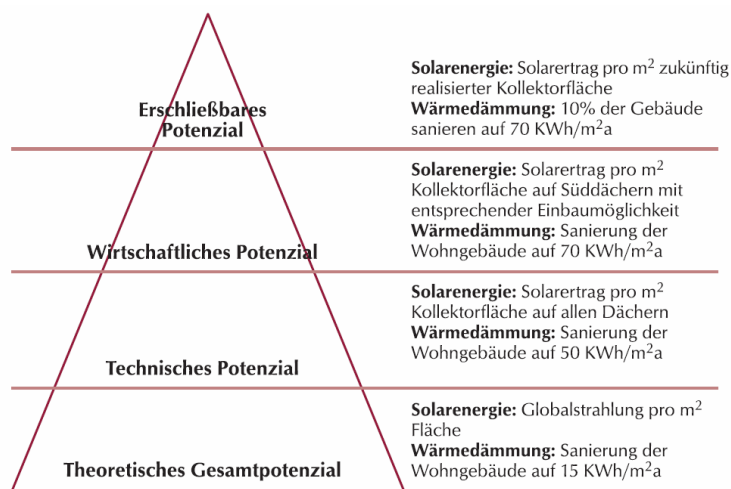 Erschließbares
Potenzial
Solarenergie: Solarertrag pro m² zukünftig
realisierter Kollektorfläche
Wärmedämmung: 10% der Gebäude
sanieren auf 70 KWh/m²a
Wirtschaftliches Potenzial
Solarenergie: Solarertrag pro m²
Kollektorfläche auf Süddächern mit
entsprechender Einbaumöglichkeit
Wärmedämmung: Sanierung der
Wohngebäude auf 70 KWh/m²a
Technisches Potenzial
Solarenergie: Solarertrag pro m²
Kollektorfläche auf allen Dächern
Wärmedämmung: Sanierung der
Wohngebäude auf 50 KWh/m²a
Theoretisches Gesamtpotenzial
Solarenergie: Globalstrahlung pro m²
Fläche
Wärmedämmung: Sanierung der
Wohngebäude auf 15 KWh/m²a